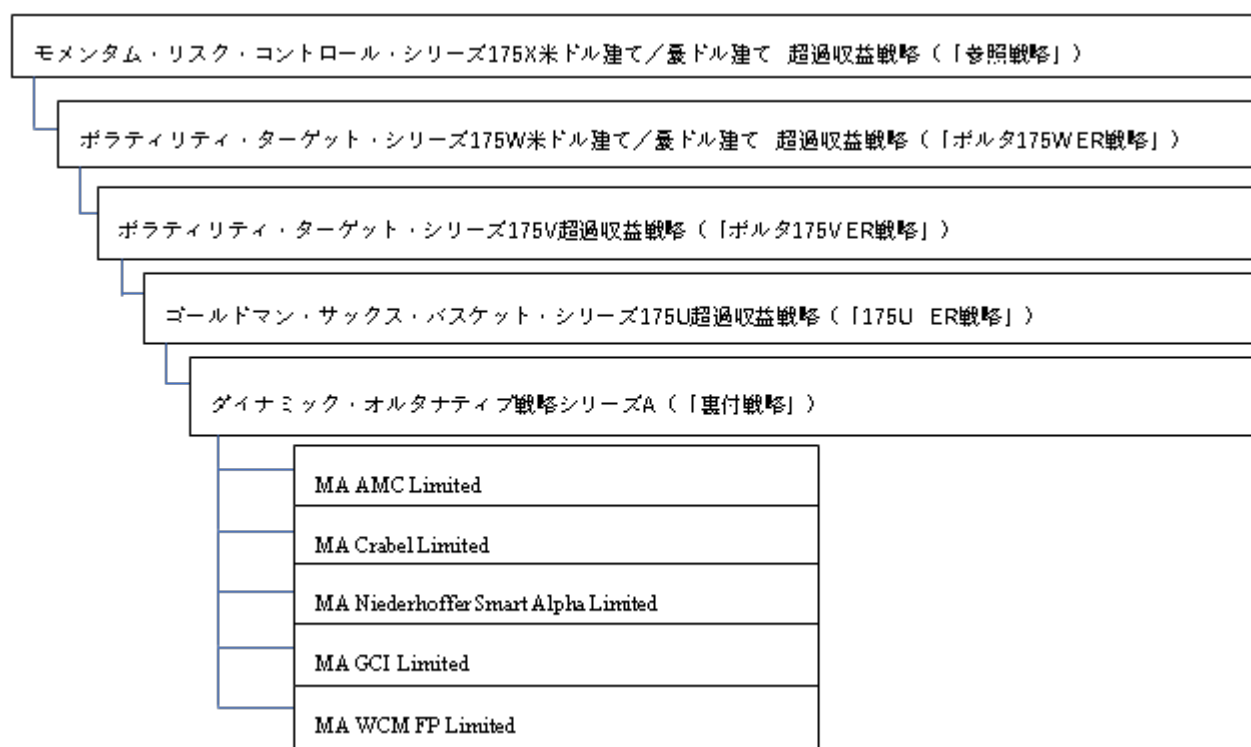 モメンタム・リスク・コントロール・シリーズ175X米ドル建て／豪ドル建て 超過収益戦略（「参照戦略」）
ボラティリティ・ターゲット・シリーズ175W米ドル建て／豪ドル建て 超過収益戦略（「ボルタ175W ER戦略」）
ボラティリティ・ターゲット・シリーズ175V超過収益戦略（「ボルタ175V ER戦略」）
ゴールドマン・サックス・バスケット・シリーズ175U超過収益戦略（「175U ER戦略」）
ダイナミック・オルタナティブ戦略シリーズA（「裏付戦略」）
MA AMC Limited
MA Crabel Limited
MA Niederhoffer Smart Alpha Limited
MA GCI Limited
MA WCM FP Limited